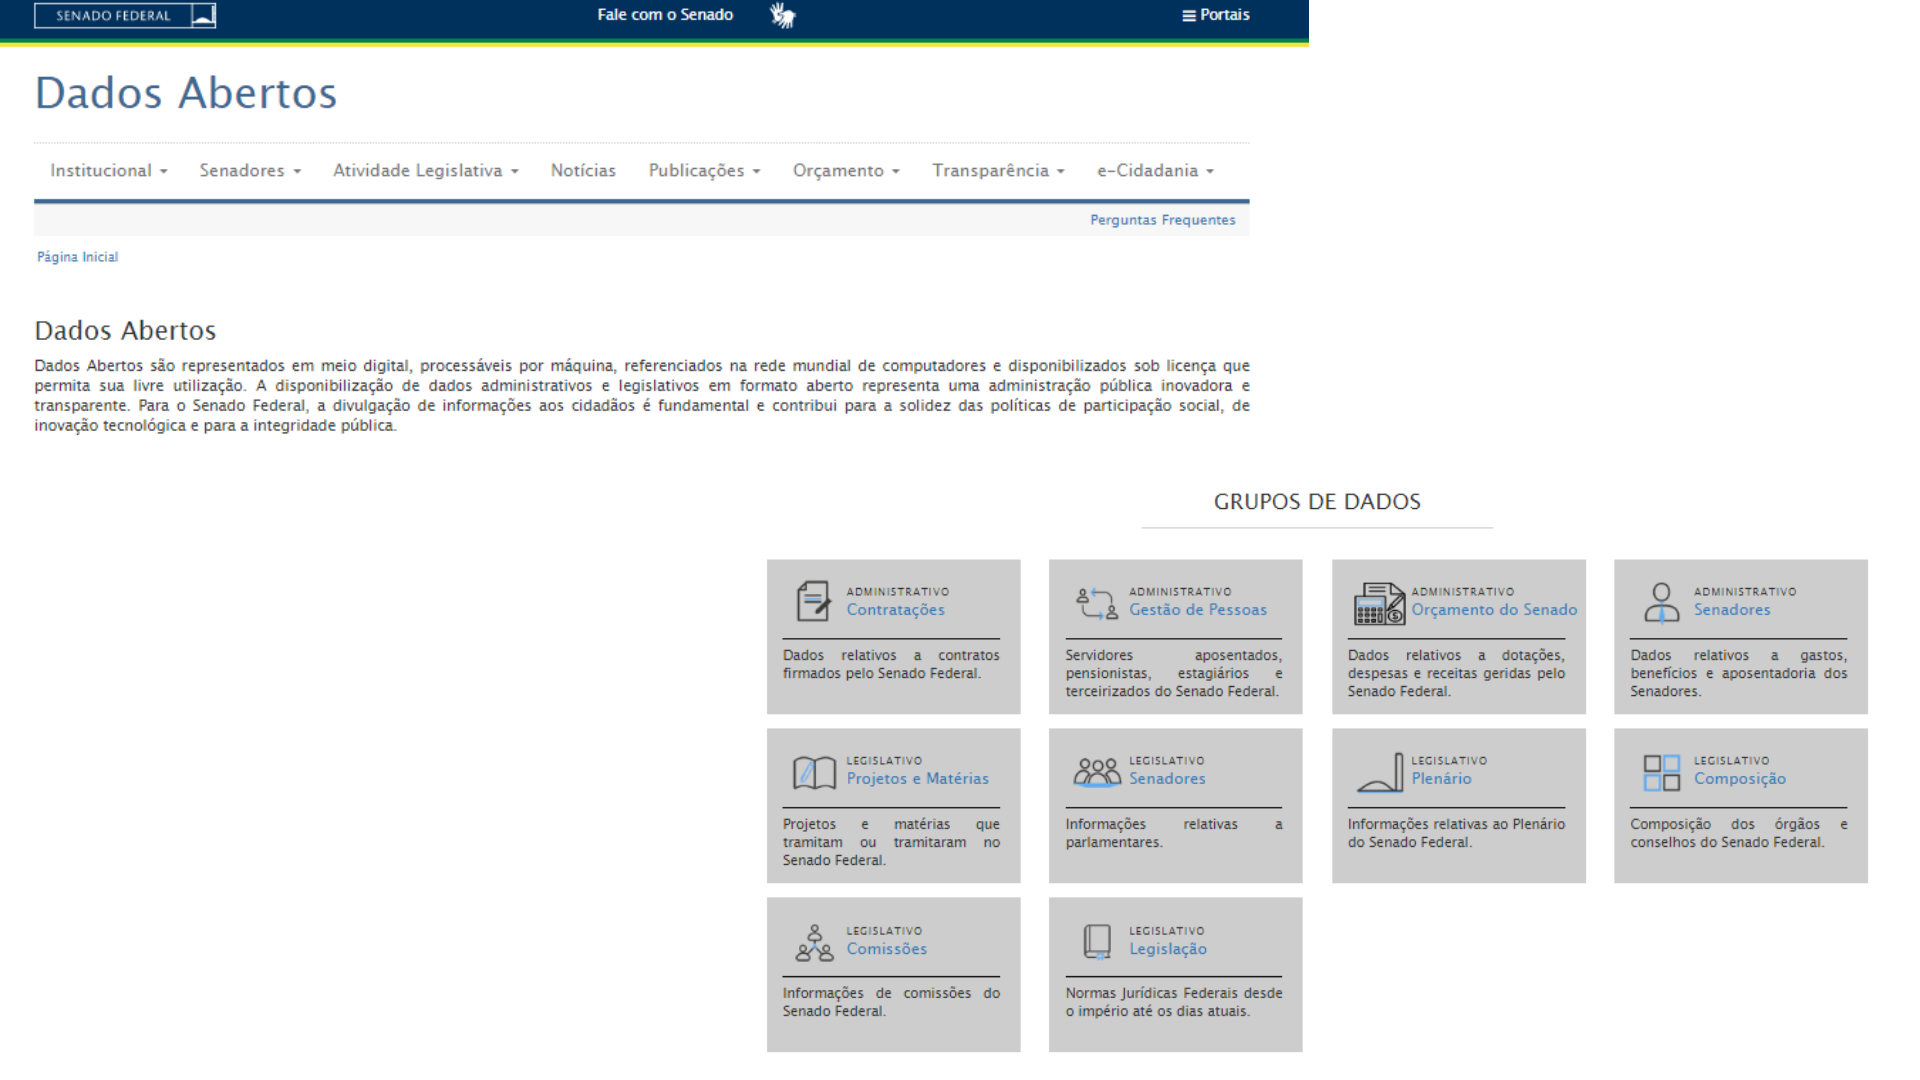 SENADO FEDERAL
Fale com o Senado
Portais
Dados Abertos
Institucional
Senadores
Atividade Legislativa
Notícias
Publicações
Orçamento
Transparência
e-Cidadania
Perguntas Frequentes
Página Inicial
Dados Abertos
Dados Abertos são representados em meio digital, processáveis por máquina, referenciados na rede mundial de computadores e disponibilizados sob licença que
permita sua livre utilização. A disponibilização de dados administrativos e legislativos em formato aberto representa uma administração pública inovadora e
transparente. Para o Senado Federal, a divulgação de informações aos cidadãos é fundamental e contribui para a solidez das políticas de participação social, de
inovação tecnológica e para a integridade pública.
GRUPOS DE DADOS
ADMINISTRATIVO
Contratações
Dados relativos a contratos
firmados pelo Senado Federal.
ADMINISTRATIVO
Gestão de Pessoas
Servidores aposentados,
pensionistas, estagiários e
terceirizados do Senado Federal.
ADMINISTRATIVO
Orçamento do Senado
Dados relativos a dotações,
despesas e receitas geridas pelo
Senado Federal.
ADMINISTRATIVO
Senadores
Dados relativos a gastos,
benefícios e aposentadoria dos
Senadores.
LEGISLATIVO
Projetos e Matérias
Projetos e matérias que
tramitam ou tramitaram no
Senado Federal.
LEGISLATIVO
Senadores
Informações relativas a
parlamentares.
LEGISLATIVO
Plenário
Informações relativas ao Plenário
do Senado Federal.
LEGISLATIVO
Composição
Composição dos órgãos e
conselhos do Senado Federal.
LEGISLATIVO
Comissões
Informações de comissões do
Senado Federal.
LEGISLATIVO
Legislação
Normas Jurídicas Federais desde
o império até os dias atuais.